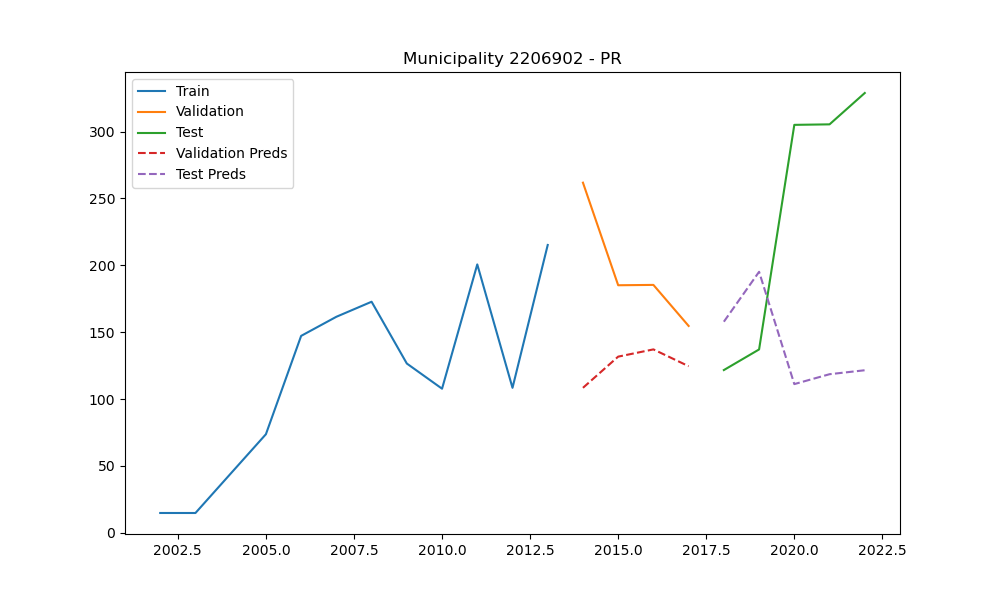 Municipality 2206902 - PR
Train
Validation
Test
Validation Preds
Test Preds
300
250
200
150
100
50
0
2002.5 2005.0 2007.5 2010.0 2012.5 2015.0 2017.5 2020.0 2022.5